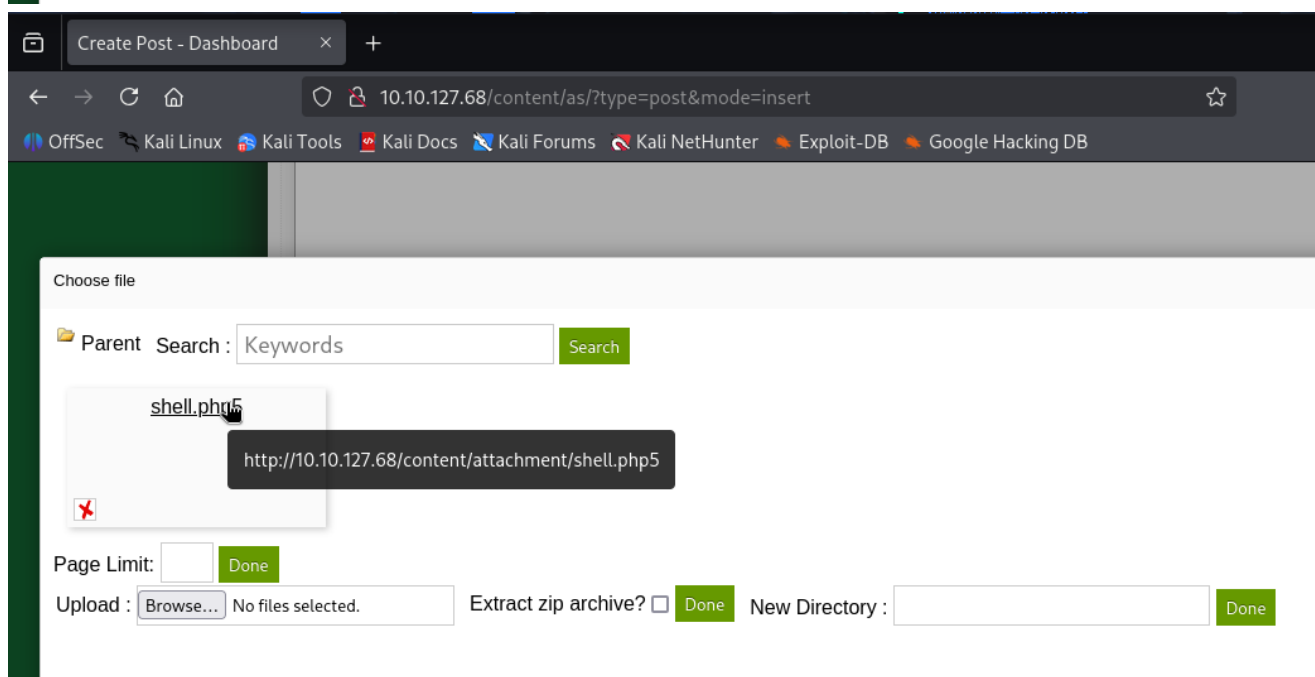 Create Post - Dashboard
10.10.127.68/content/as/?type=post&mode=insert
OffSec Kali Linux Kali Tools Kali Docs Kali Forums Kali NetHunter Exploit-DB Google Hacking DB
Choose file
Parent Search : Keywords Search
shell.php5
http://10.10.127.68/content/attachment/shell.php5
Page Limit: Done
Upload : Browse... No files selected. Extract zip archive? Done New Directory : Done